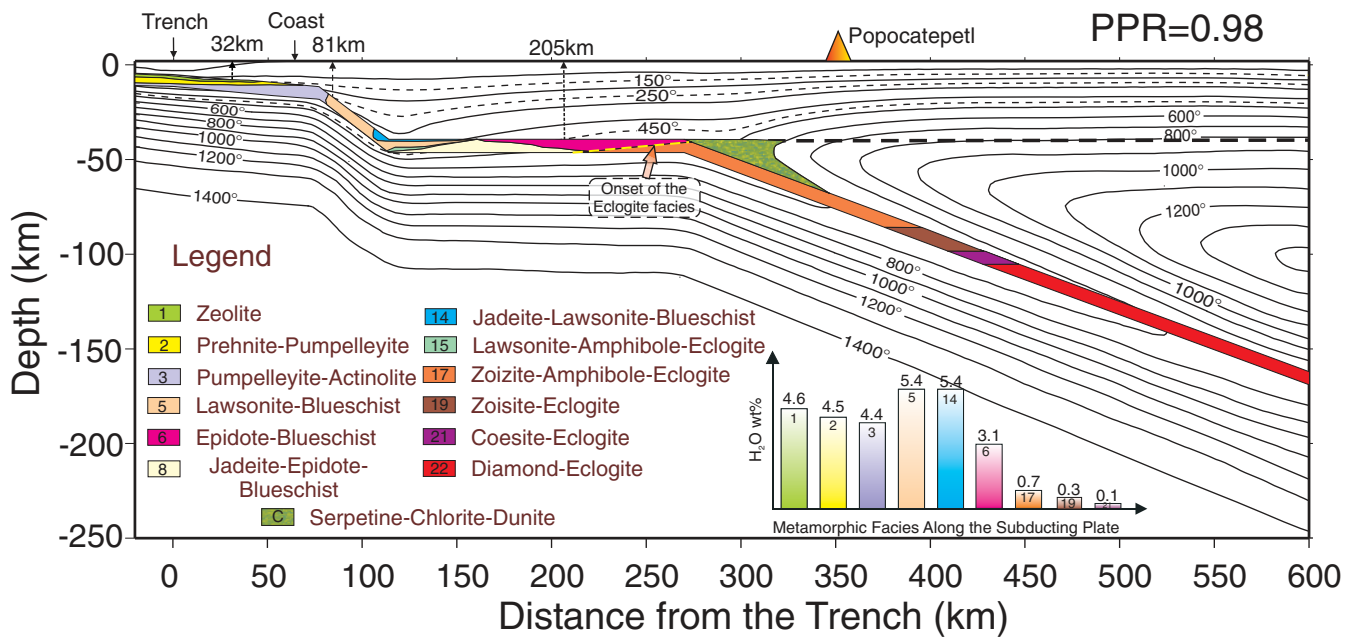 Trench
Coast
32km
81km
205km
Popocatepetl
PPR=0.98
0
-50
-100
-150
-200
-250
Depth (km)
150°
250°
450°
600°
800°
1000°
1200°
1400°
600°
800°
1000°
1200°
800°
1000°
1200°
1400°
1000°
Onset of the
Eclogite facies
Legend
1 Zeolite
2 Prehnite-Pumpelleyite
3 Pumpelleyite-Actinolite
5 Lawsonite-Blueschist
6 Epidote-Blueschist
8 Jadeite-Epidote-
Blueschist
14 Jadeite-Lawsonite-Blueschist
15 Lawsonite-Amphibole-Eclogite
17 Zoizite-Amphibole-Eclogite
19 Zoisite-Eclogite
21 Coesite-Eclogite
22 Diamond-Eclogite
C Serpetine-Chlorite-Dunite
H₂O wt%
4.6
4.5
4.4
5.4
5.4
3.1
0.7
0.3
0.1
1
2
3
5
14
6
17
19
21
Metamorphic Facies Along the Subducting Plate
0 50 100 150 200 250 300 350 400 450 500 550 600
Distance from the Trench (km)